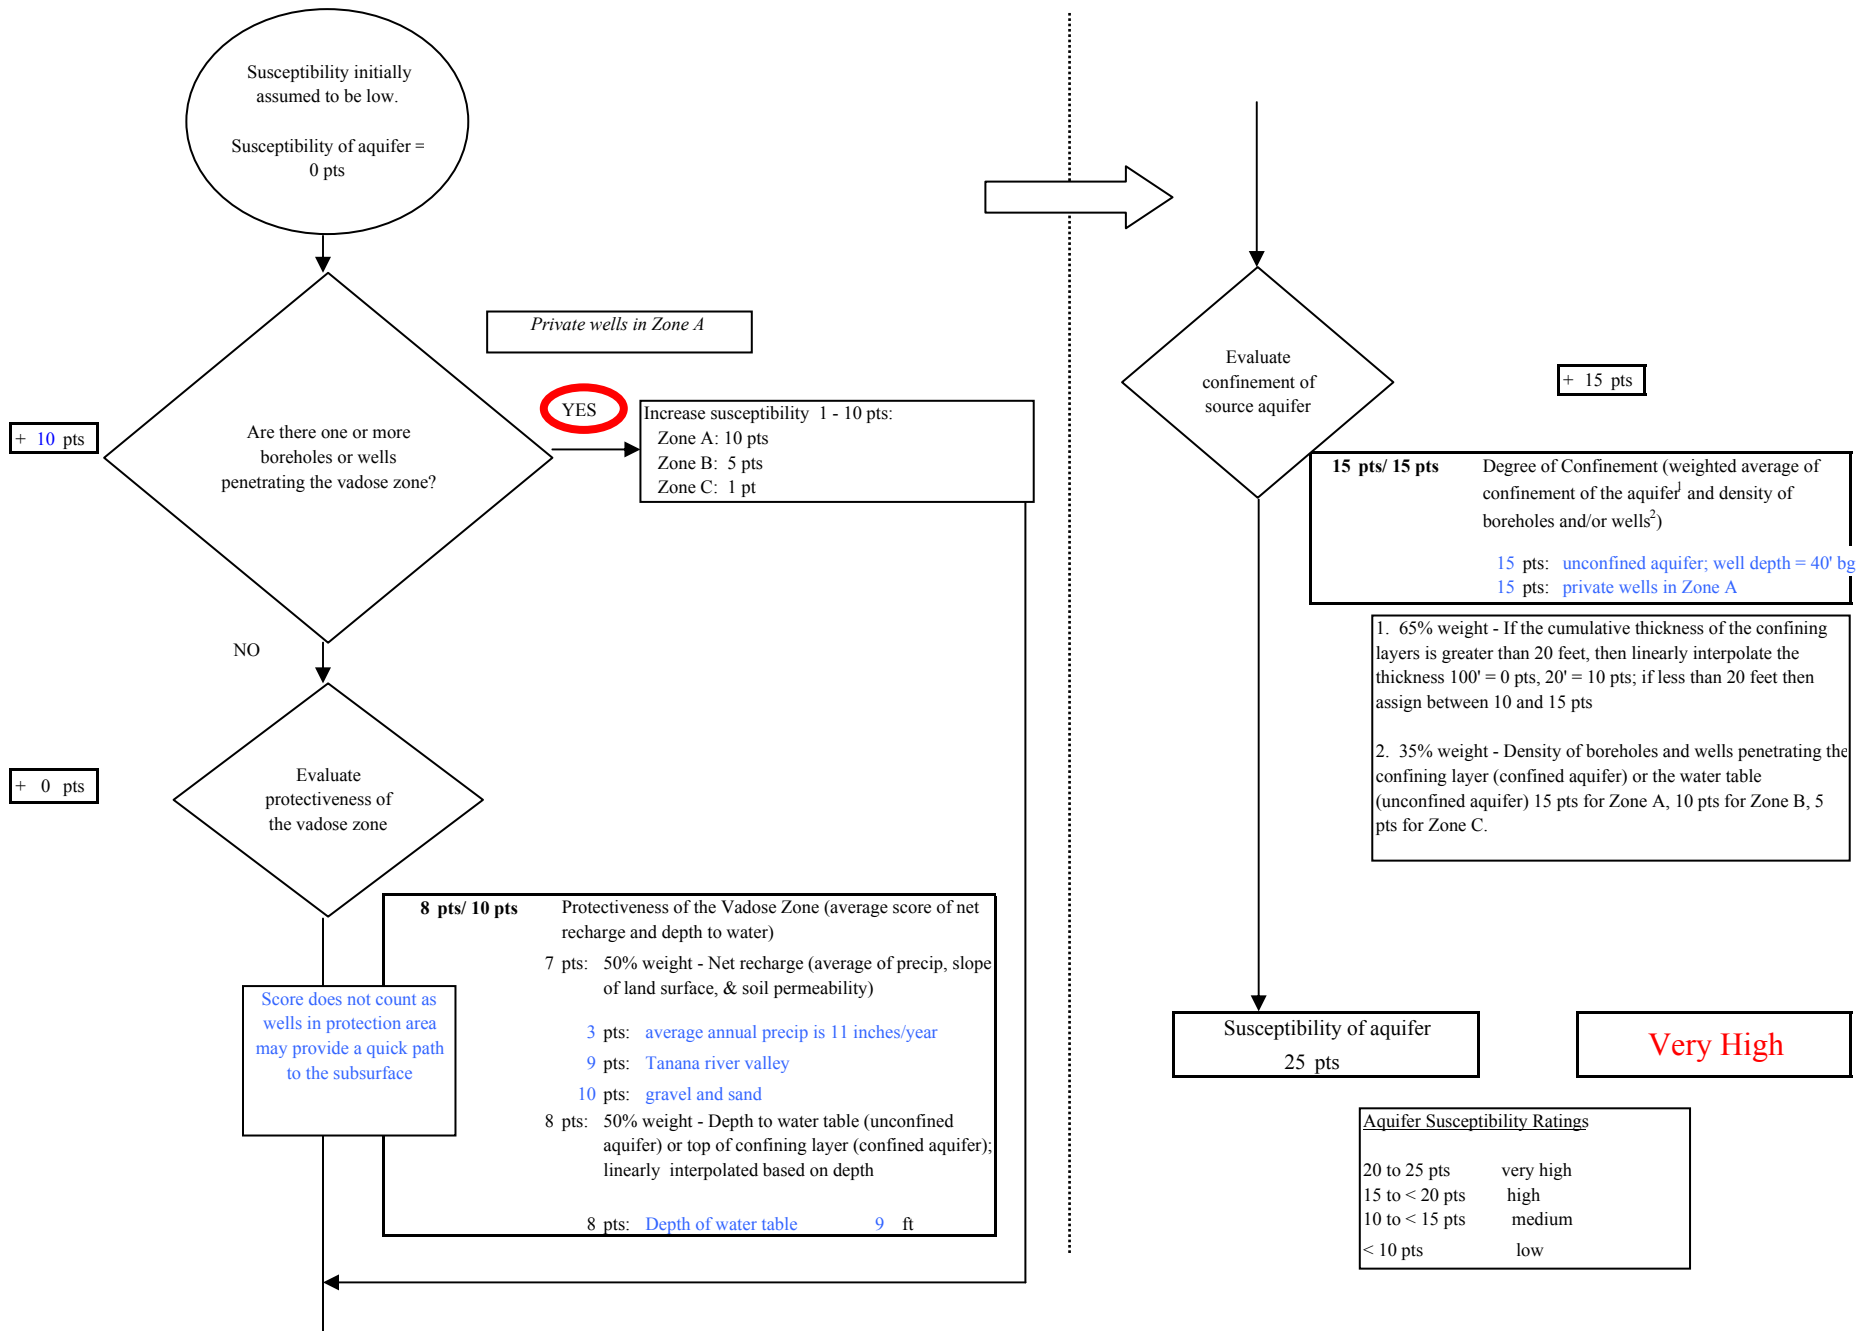 Susceptibility initially
assumed to be low.
Susceptibility of aquifer =
0 pts
Private wells in Zone A
+ 10 pts
Are there one or more
boreholes or wells
penetrating the vadose zone?
YES
Increase susceptibility 1 - 10 pts:
Zone A: 10 pts
Zone B: 5 pts
Zone C: 1 pt
NO
+ 0 pts
Evaluate
protectiveness of
the vadose zone
8 pts/ 10 pts
Protectiveness of the Vadose Zone (average score of net
recharge and depth to water)
7 pts: 50% weight - Net recharge (average of precip, slope
of land surface, & soil permeability)
3 pts: average annual precip is 11 inches/year
9 pts: Tanana river valley
10 pts: gravel and sand
8 pts: 50% weight - Depth to water table (unconfined
aquifer) or top of confining layer (confined aquifer);
linearly interpolated based on depth
8 pts: Depth of water table 9 ft
Score does not count as
wells in protection area
may provide a quick path
to the subsurface
Evaluate
confinement of
source aquifer
+ 15 pts
15 pts/ 15 pts
Degree of Confinement (weighted average of
confinement of the aquifer1 and density of
boreholes and/or wells2)
15 pts: unconfined aquifer; well depth = 40' bg
15 pts: private wells in Zone A
1. 65% weight - If the cumulative thickness of the confining
layers is greater than 20 feet, then linearly interpolate the
thickness 100' = 0 pts, 20' = 10 pts; if less than 20 feet then
assign between 10 and 15 pts
2. 35% weight - Density of boreholes and wells penetrating the
confining layer (confined aquifer) or the water table
(unconfined aquifer) 15 pts for Zone A, 10 pts for Zone B, 5
pts for Zone C.
Susceptibility of aquifer
25 pts
Very High
Aquifer Susceptibility Ratings
20 to 25 pts very high
15 to < 20 pts high
10 to < 15 pts medium
< 10 pts low